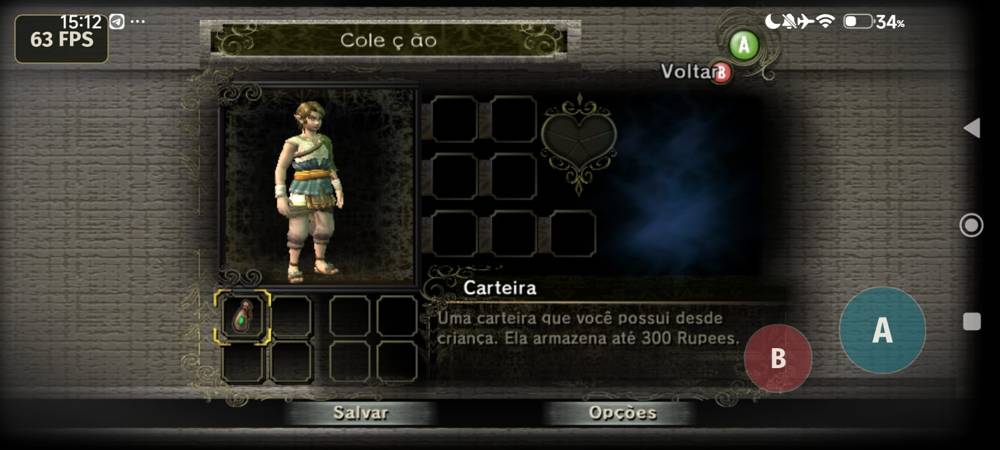 15:12
63 FPS
34%
Cole ç ão
A
Voltar
B
Carteira
Uma carteira que você possui desde
criança. Ela armazena até 300 Rupees.
B
A
Salvar
Opções